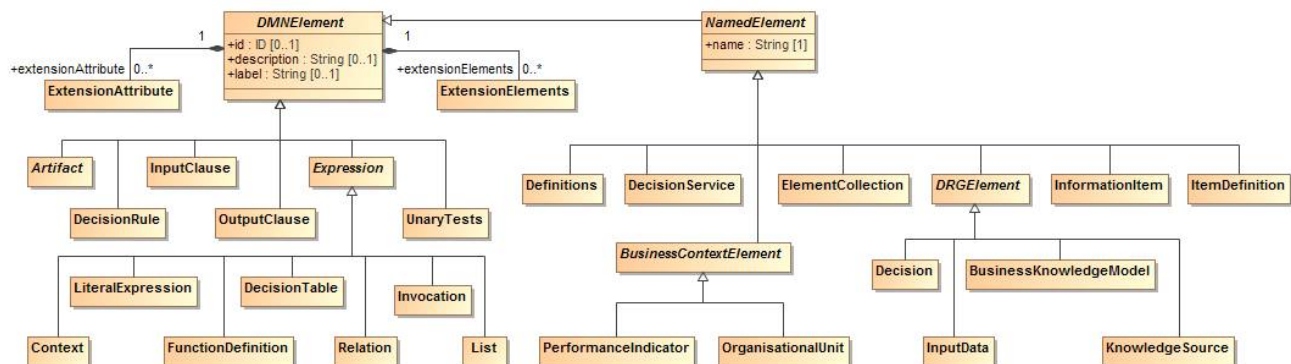 DMNElement
+id : ID [0..1]
+description : String [0..1]
+label : String [0..1]
NamedElement
+name : String [1]
1
1
+extensionAttribute 0..*
+extensionElements 0..*
ExtensionAttribute
ExtensionElements
Artifact
InputClause
Expression
DecisionRule
OutputClause
UnaryTests
Definitions
DecisionService
ElementCollection
DRGElement
InformationItem
ItemDefinition
BusinessContextElement
LiteralExpression
DecisionTable
Invocation
Decision
BusinessKnowledgeModel
Context
FunctionDefinition
Relation
List
PerformanceIndicator
OrganisationalUnit
InputData
KnowledgeSource